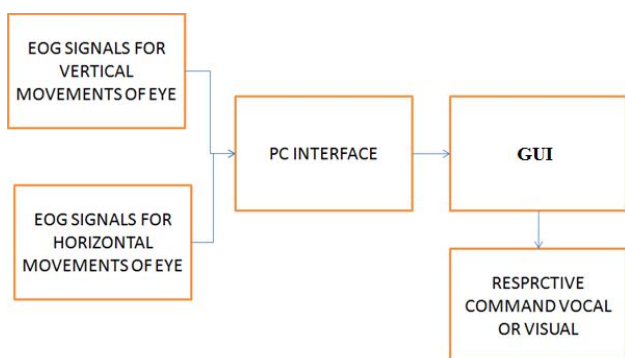 EOG SIGNALS FOR
VERTICAL
MOVEMENTS OF EYE
PC INTERFACE
GUI
EOG SIGNALS FOR
HORIZONTAL
MOVEMENTS OF EYE
RESPRCTIVE
COMMAND VOCAL
OR VISUAL